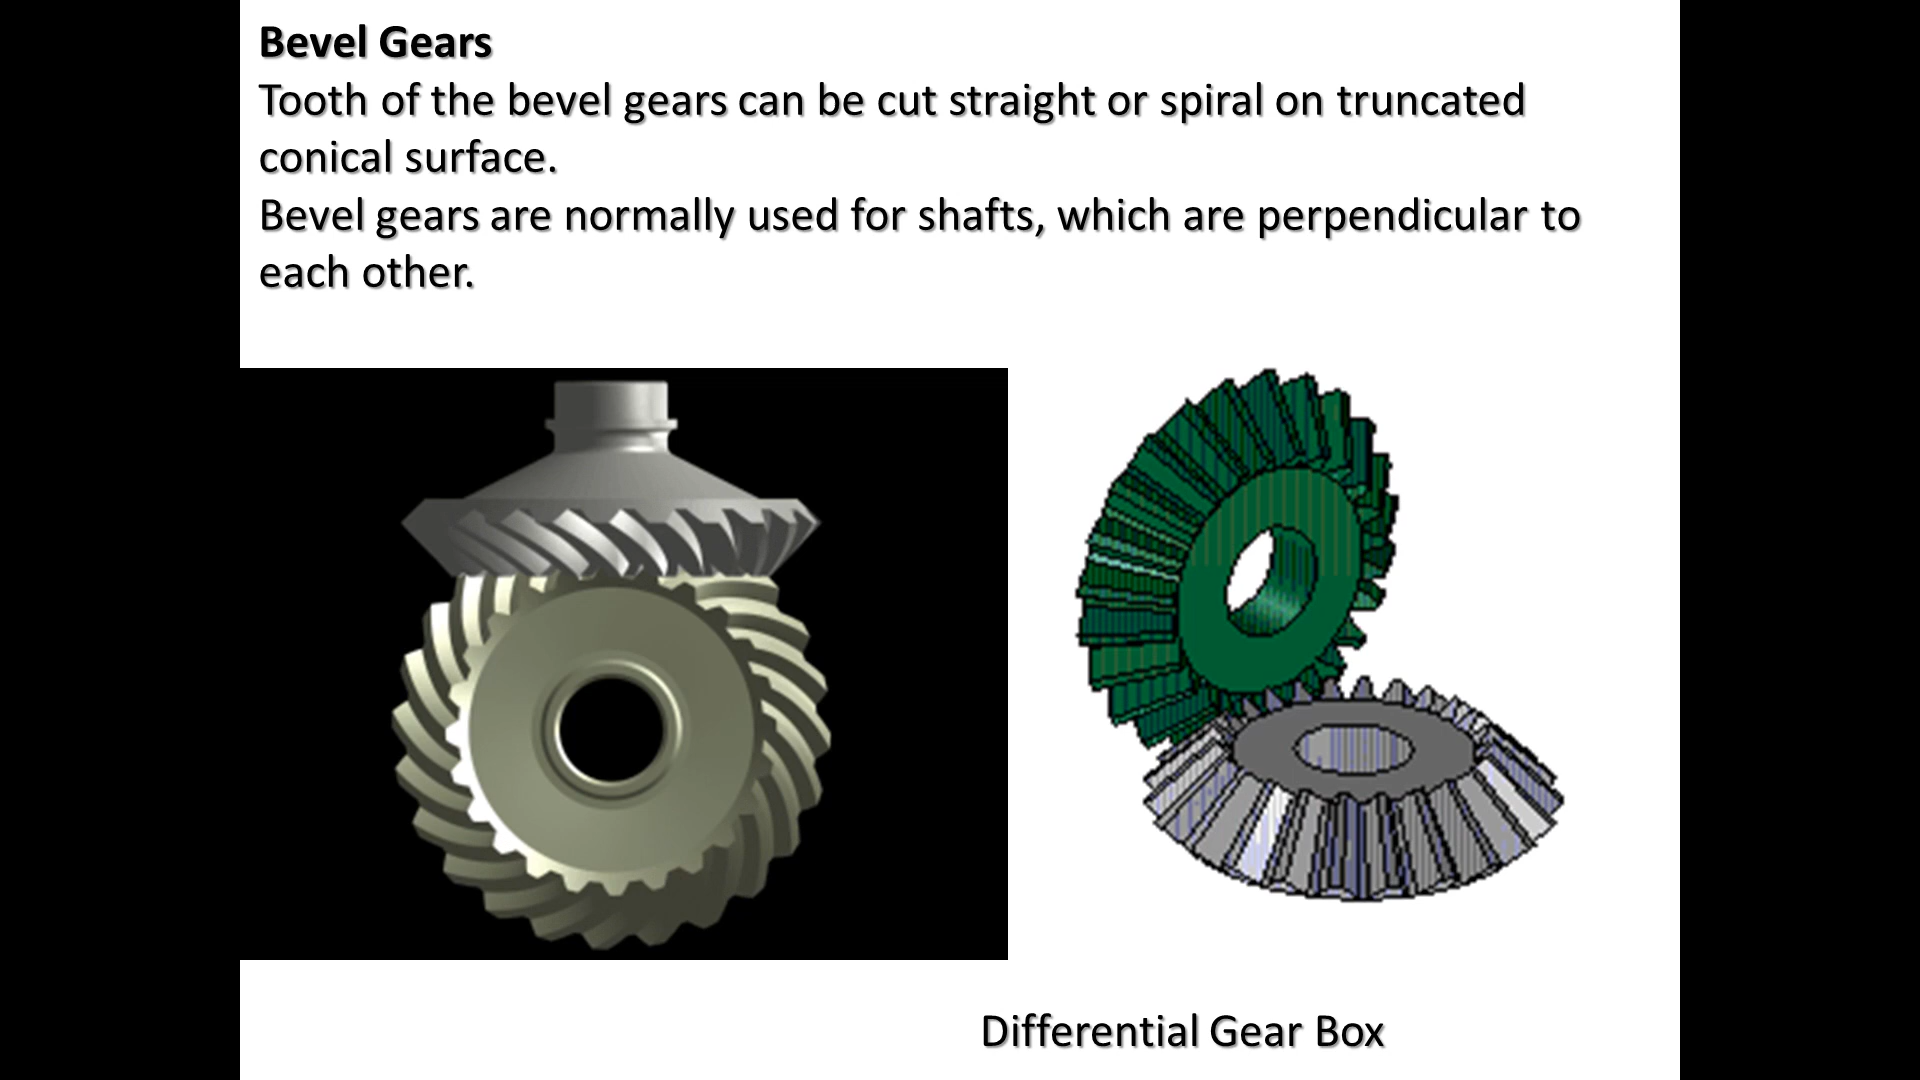 Bevel Gears
Tooth of the bevel gears can be cut straight or spiral on truncated
conical surface.
Bevel gears are normally used for shafts, which are perpendicular to
each other.
Differential Gear Box